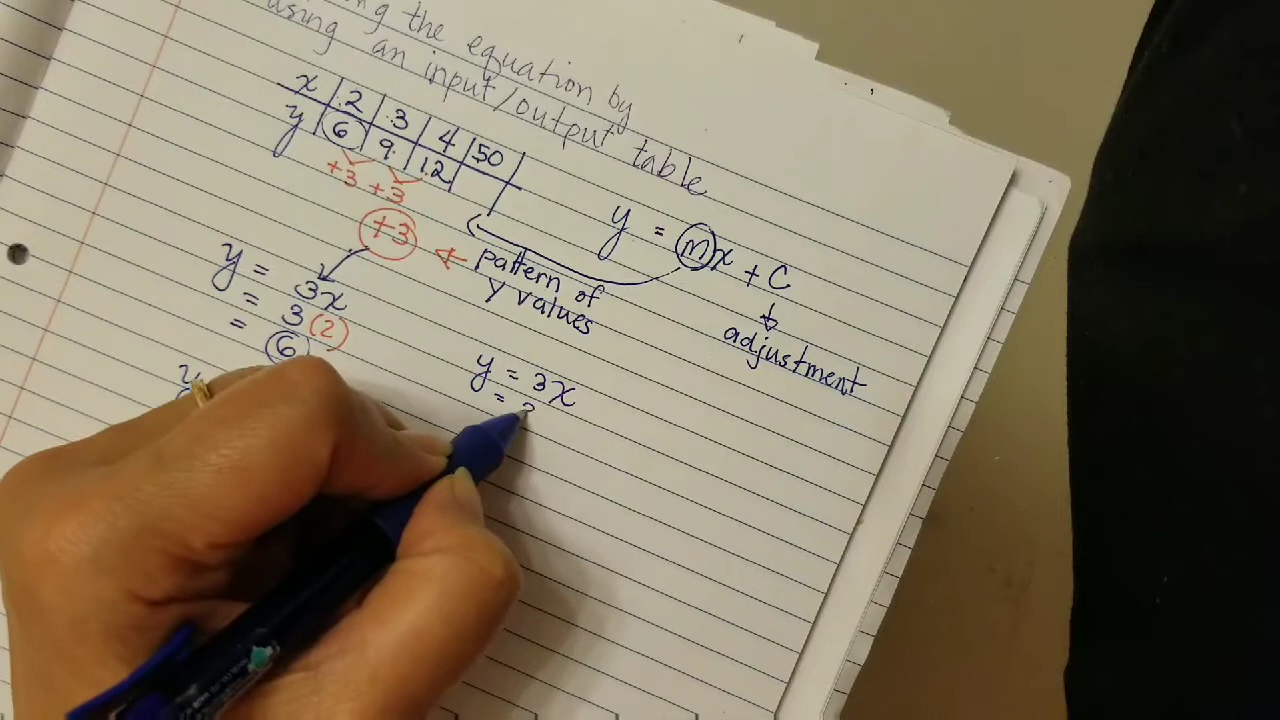 the equation by
using an input/output table
x 2 3 4 50
y 6 9 12
+3 +3
+3
y = mx + C
pattern of
y values
adjustment
y = 3x
= 3(2)
= 6
y
y = 3x
=